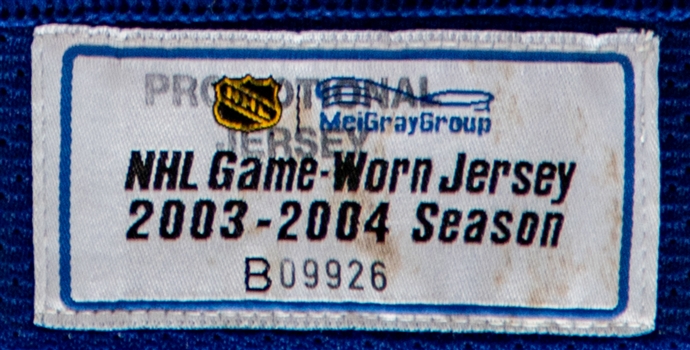 PROMOTIONAL
NHL
MeiGrayGroup
JERSEY
NHL Game-Worn Jersey
2003-2004 Season
B09926